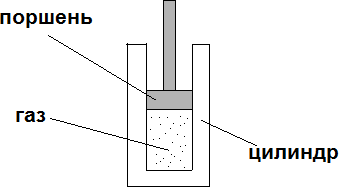 поршень
газ
цилиндр